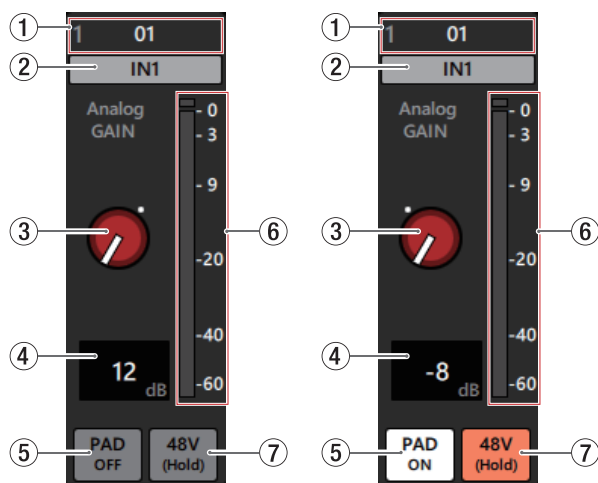 ① 1 01
② IN1
Analog
GAIN
0
- 3
- 9
③ ⑥
-20
④ 12 dB
-40
-60
⑤ PAD OFF
48V (Hold) ⑦
① 1 01
② IN1
Analog
GAIN
0
- 3
- 9
③ ⑥
-20
④ -8 dB
-40
-60
⑤ PAD ON
48V (Hold) ⑦